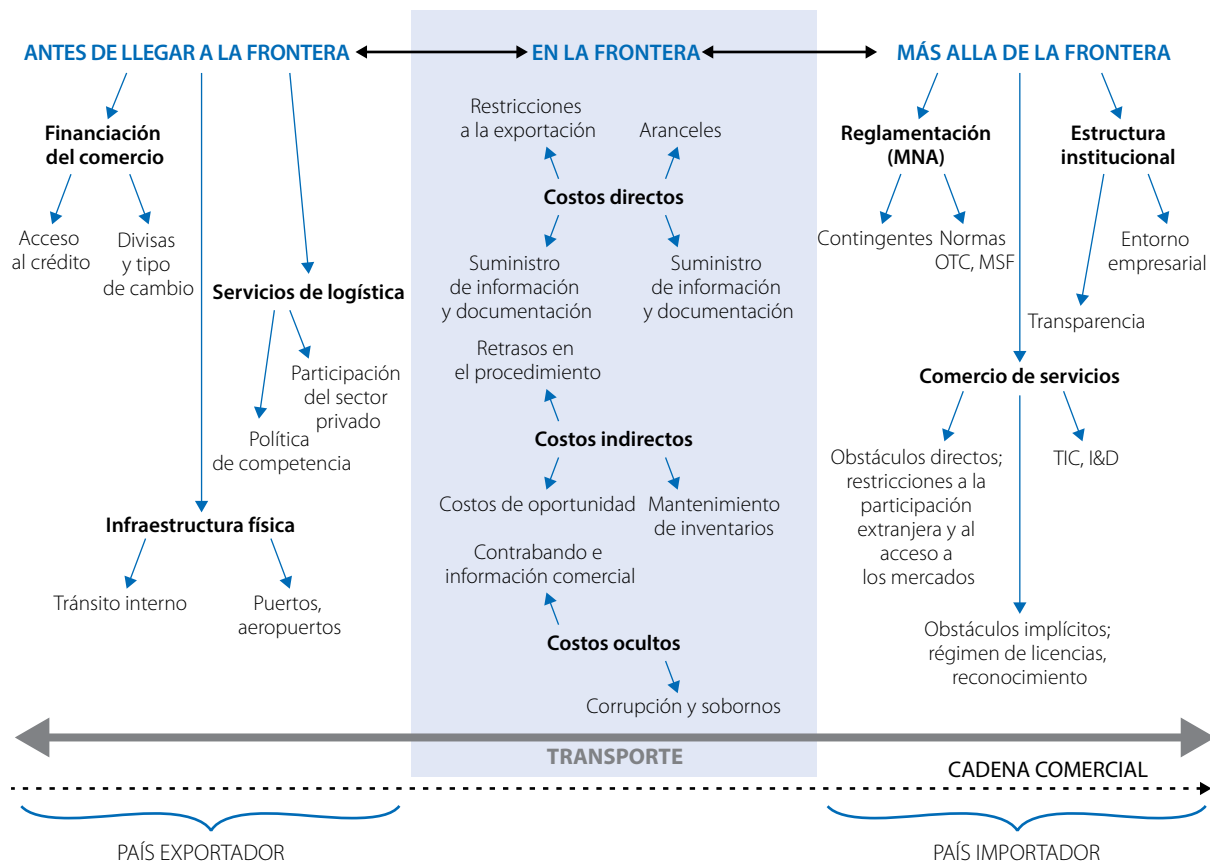 ANTES DE LLEGAR A LA FRONTERA
EN LA FRONTERA
MÁS ALLA DE LA FRONTERA
Financiación
del comercio
Acceso
al crédito
Divisas
y tipo
de cambio
Servicios de logística
Participación
del sector
privado
Política
de competencia
Infraestructura física
Tránsito interno
Puertos,
aeropuertos
Restricciones
a la exportación
Aranceles
Costos directos
Suministro
de información
y documentación
Suministro
de información
y documentación
Retrasos en
el procedimiento
Costos indirectos
Costos de oportunidad
Mantenimiento
de inventarios
Contrabando e
información comercial
Costos ocultos
Corrupción y sobornos
Reglamentación
(MNA)
Contingentes
Normas
OTC, MSF
Estructura
institucional
Entorno
empresarial
Transparencia
Comercio de servicios
Obstáculos directos;
restricciones a la
participación
extranjera y al
acceso a
los mercados
TIC, I&D
Obstáculos implícitos;
régimen de licencias,
reconocimiento
TRANSPORTE
CADENA COMERCIAL
PAÍS EXPORTADOR
PAÍS IMPORTADOR